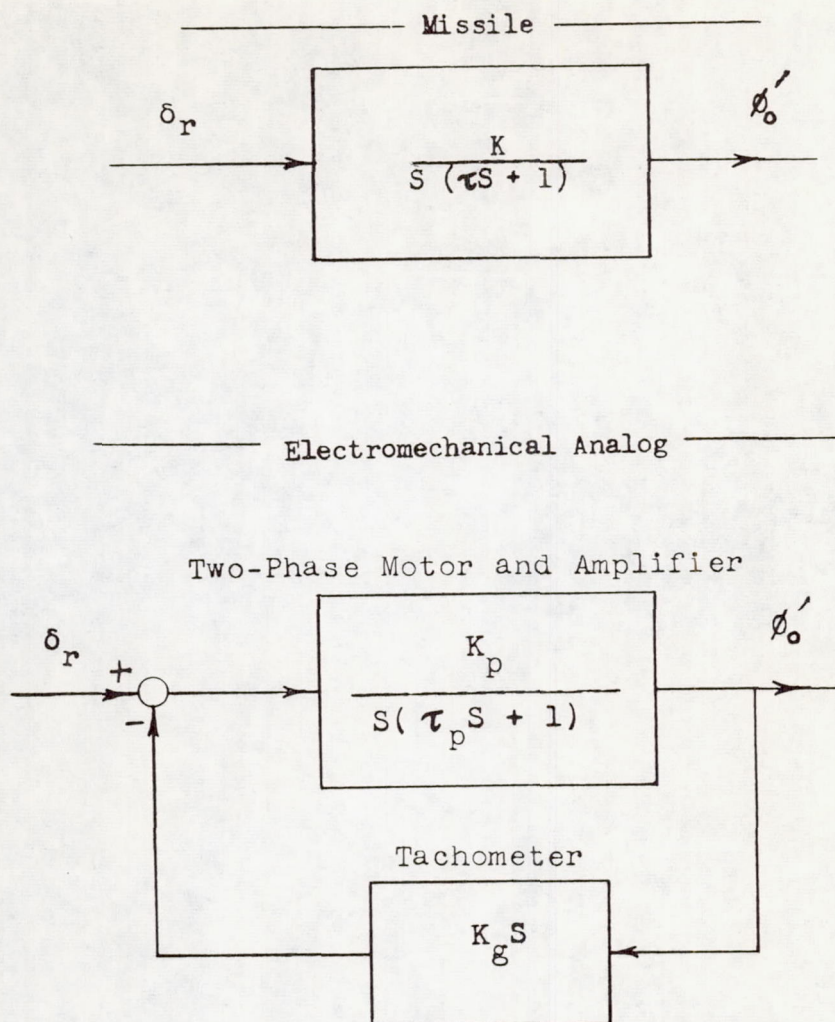 Missile
δr
K
S (τS + 1)
ϕo′
Electromechanical Analog
Two-Phase Motor and Amplifier
δr
+
-
Kp
S( τpS + 1)
ϕo′
Tachometer
KgS